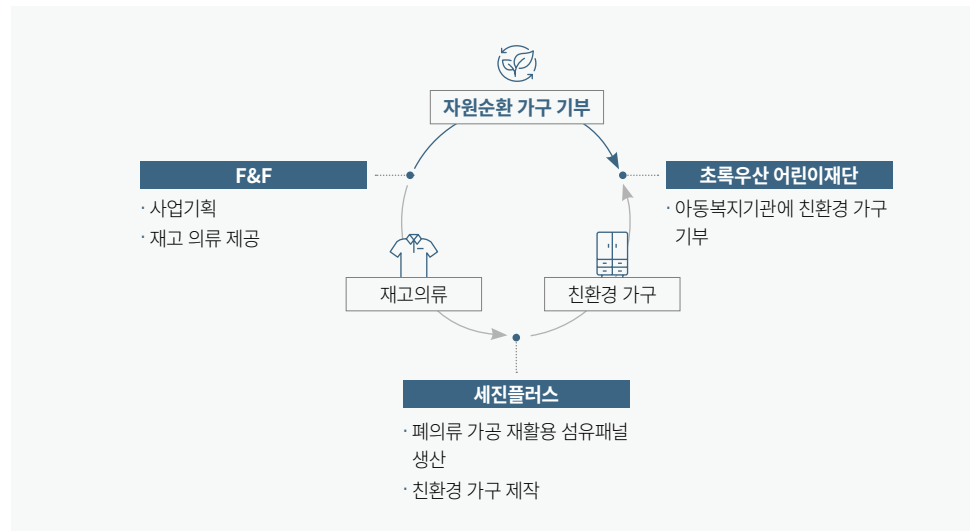 자원순환 가구 기부
F&F
· 사업기획
· 재고 의류 제공
초록우산 어린이재단
· 아동복지기관에 친환경 가구
기부
재고의류
친환경 가구
세진플러스
· 폐의류 가공 재활용 섬유패널
생산
· 친환경 가구 제작